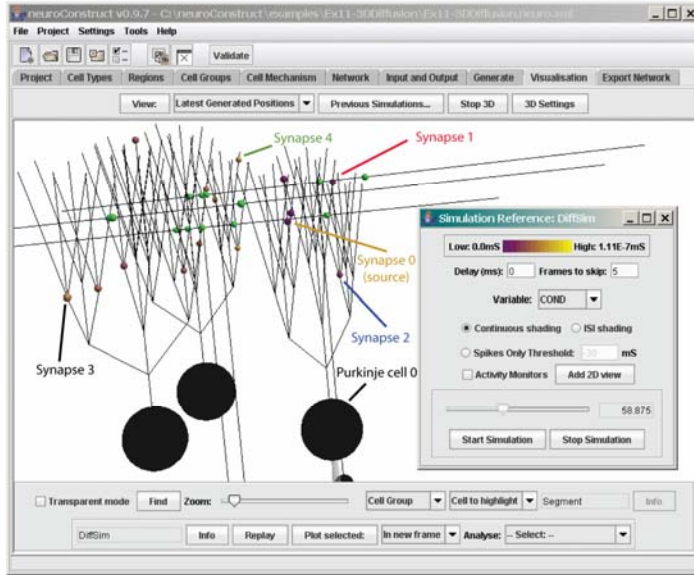 neuroConstruct v0.9.7 - C:\neuroConstruct\examples\Ex11-3DDiffusion\Ex11-3DDiffusion.neuro.xml
File Project Settings Tools Help
Validate
Project Cell Types Regions Cell Groups Cell Mechanism Network Input and Output Generate Visualisation Export Network
View: Latest Generated Positions Previous Simulations... Stop 3D 3D Settings
Synapse 4
Synapse 1
Simulation Reference: DiffSim
Low: 0.0mS High: 1.11E-7mS
Delay (ms): 0 Frames to skip: 5
Variable: COND
Continuous shading ISI shading
Spikes Only Threshold: -20 mS
Activity Monitors Add 2D view
58.875
Start Simulation Stop Simulation
Synapse 0
(source)
Synapse 2
Synapse 3
Purkinje cell 0
Transparent mode Find Zoom: Cell Group Cell to highlight Segment Info
DiffSim Info Replay Plot selected: In new frame Analyse: -- Select: --